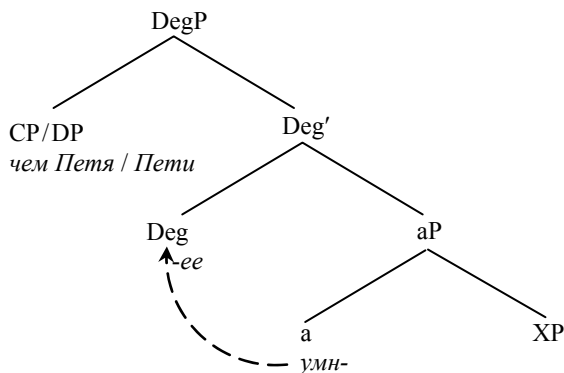 DegP
CP/DP
Deg′
чем Петя / Пети
Deg
aP
-ее
a
XP
умн-